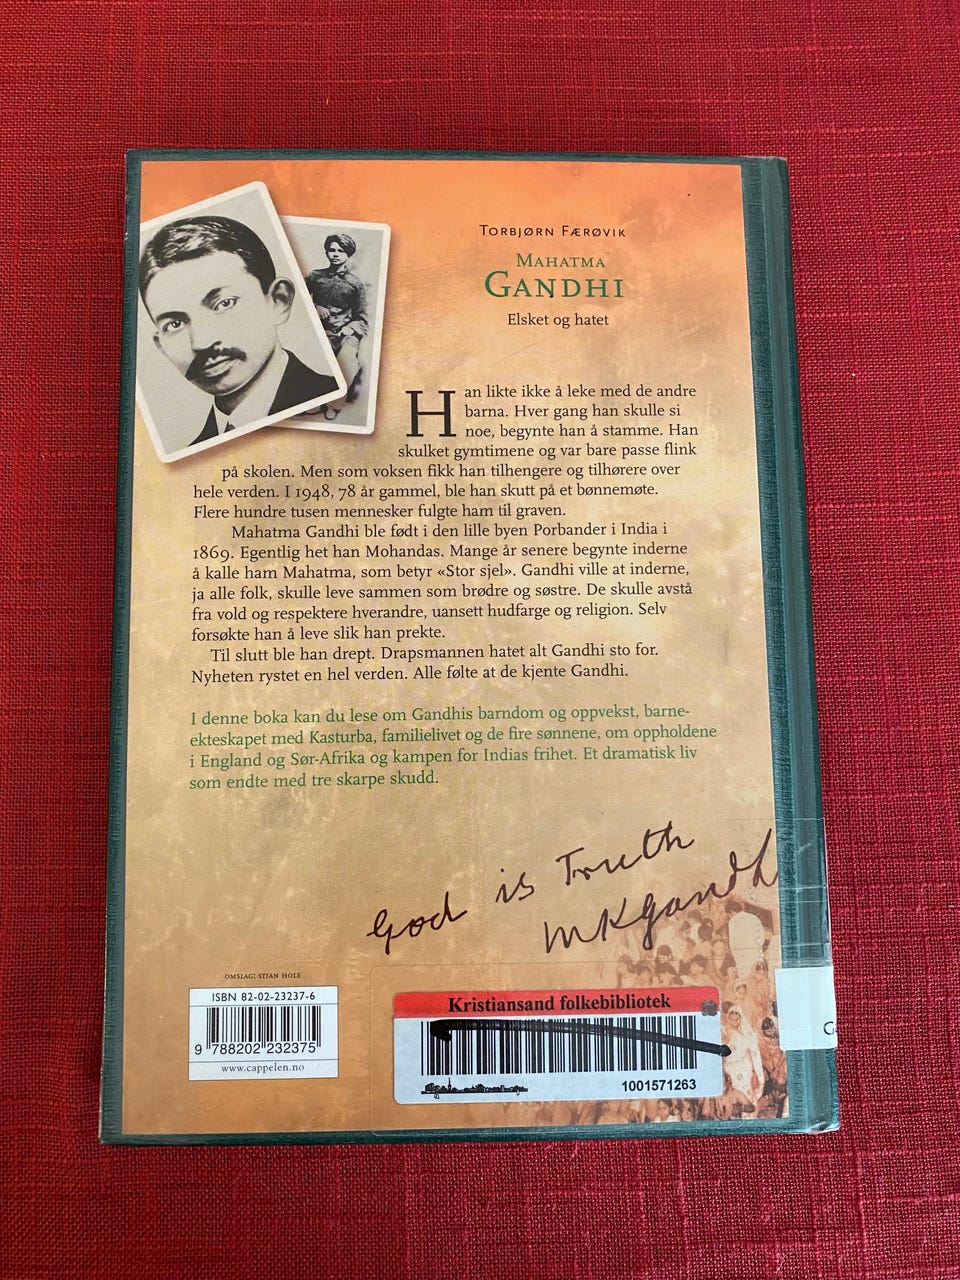 TORBJØRN FÆRØVIK
MAHATMA
GANDHI
Elsket og hatet
Han likte ikke å leke med de andre
barna. Hver gang han skulle si
noe, begynte han å stamme. Han
skulket gymtimene og var bare passe flink
på skolen. Men som voksen fikk han tilhengere og tilhørere over
hele verden. I 1948, 78 år gammel, ble han skutt på et bønnemøte.
Flere hundre tusen mennesker fulgte ham til graven.
Mahatma Gandhi ble født i den lille byen Porbander i India i
1869. Egentlig het han Mohandas. Mange år senere begynte inderne
å kalle ham Mahatma, som betyr «Stor sjel». Gandhi ville at inderne,
ja alle folk, skulle leve sammen som brødre og søstre. De skulle avstå
fra vold og respektere hverandre, uansett hudfarge og religion. Selv
forsøkte han å leve slik han prekte.
Til slutt ble han drept. Drapsmannen hatet alt Gandhi sto for.
Nyheten rystet en hel verden. Alle følte at de kjente Gandhi.
I denne boka kan du lese om Gandhis barndom og oppvekst, barne-
ekteskapet med Kasturba, familielivet og de fire sønnene, om oppholdene
i England og Sør-Afrika og kampen for Indias frihet. Et dramatisk liv
som endte med tre skarpe skudd.
God is Truth
MKGandhi
OMSLAG: STIAN HOLE
ISBN 82-02-23237-6
9 788202 232375
www.cappelen.no
Kristiansand folkebibliotek
1001571263